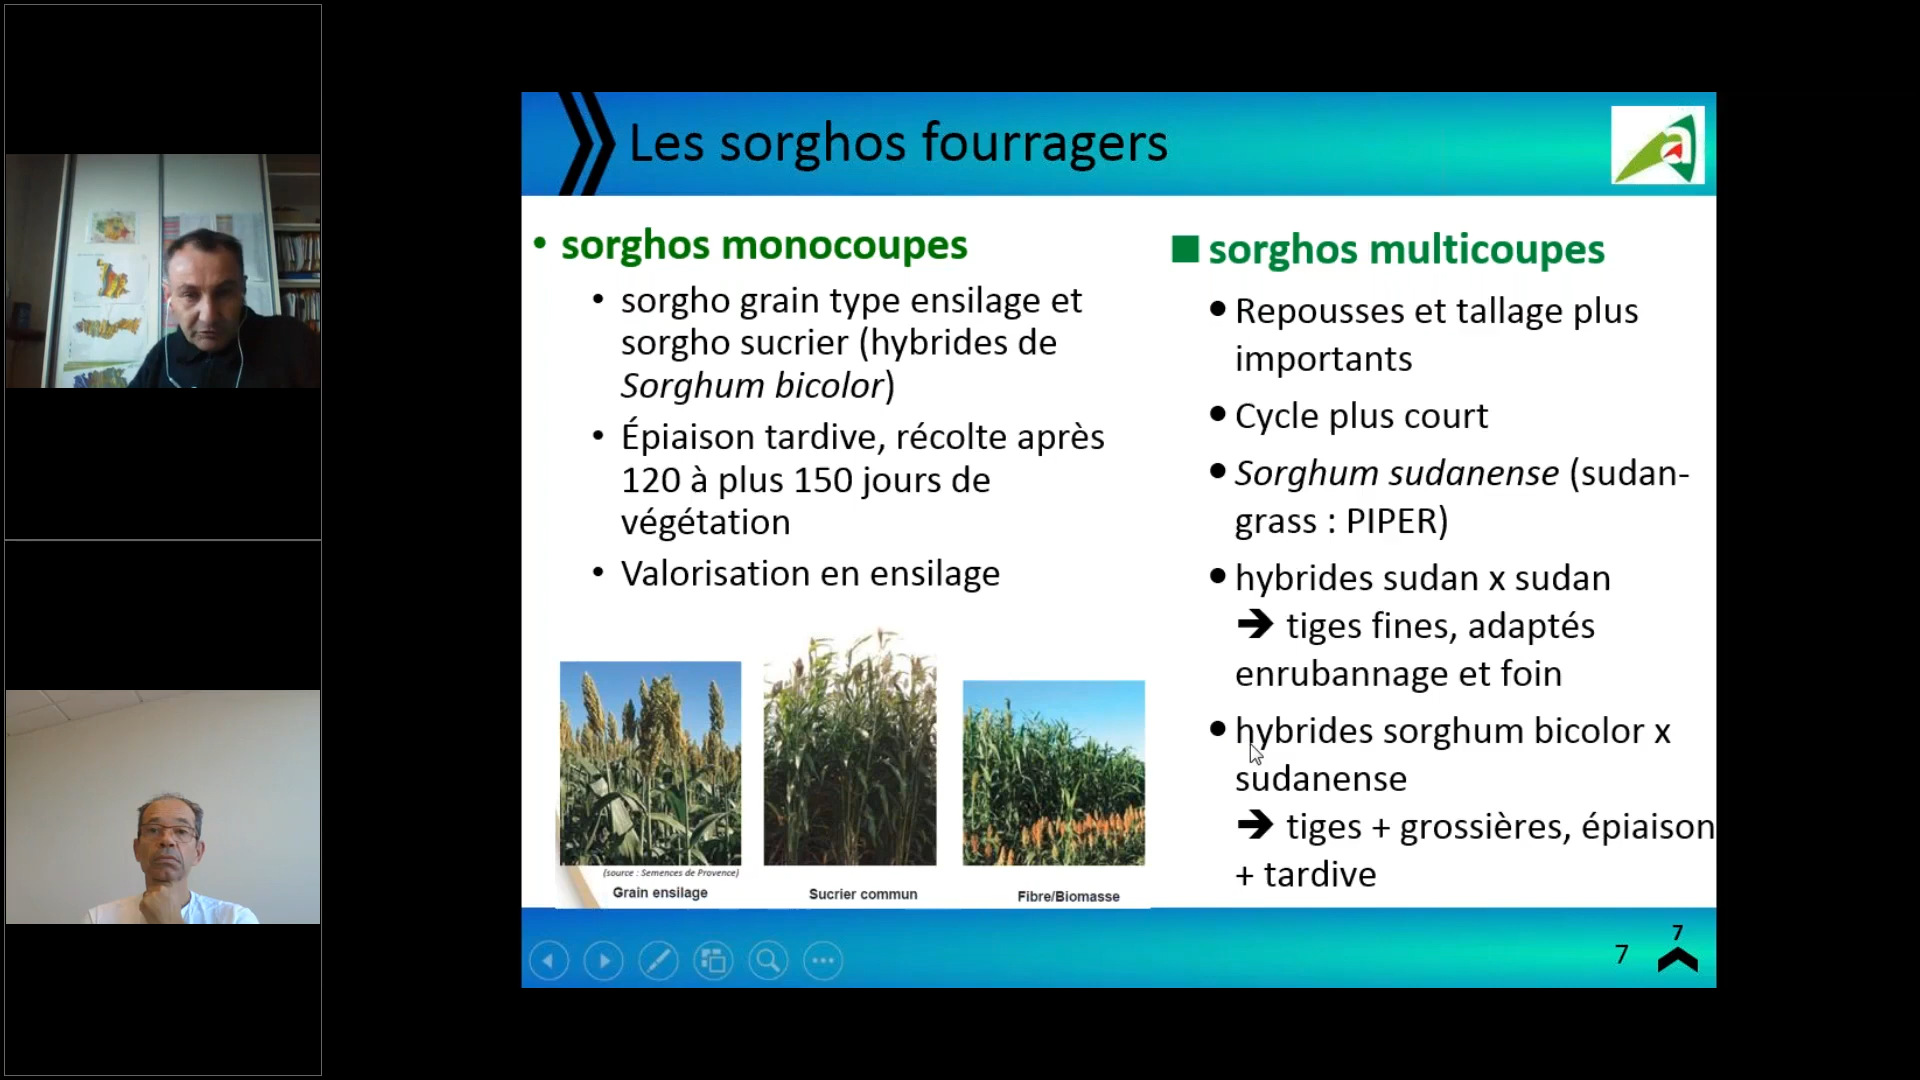 Les sorghos fourragers
• sorghos monocoupes
• sorgho grain type ensilage et
sorgho sucrier (hybrides de
Sorghum bicolor)
• Épiaison tardive, récolte après
120 à plus 150 jours de
végétation
• Valorisation en ensilage
(source : Semences de Provence)
Grain ensilage
Sucrier commun
Fibre/Biomasse
■ sorghos multicoupes
• Repousses et tallage plus
importants
• Cycle plus court
• Sorghum sudanense (sudan-
grass : PIPER)
• hybrides sudan x sudan
➔ tiges fines, adaptés
enrubannage et foin
• hybrides sorghum bicolor x
sudanense
➔ tiges + grossières, épiaison
+ tardive
7
7